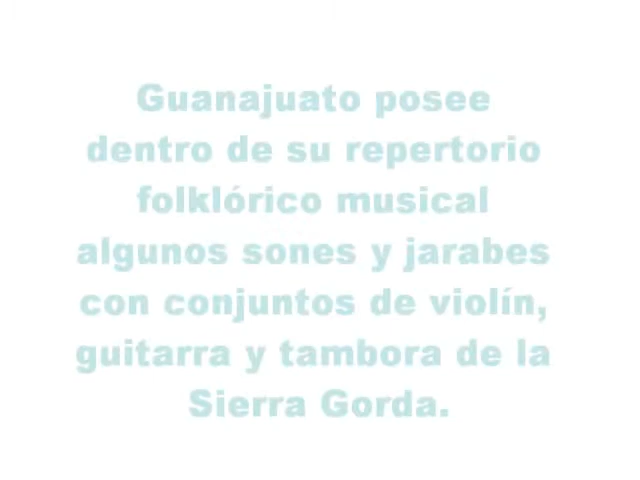 Guanajuato posee
dentro de su repertorio
folklórico musical
algunos sones y jarabes
con conjuntos de violín,
guitarra y tambora de la
Sierra Gorda.